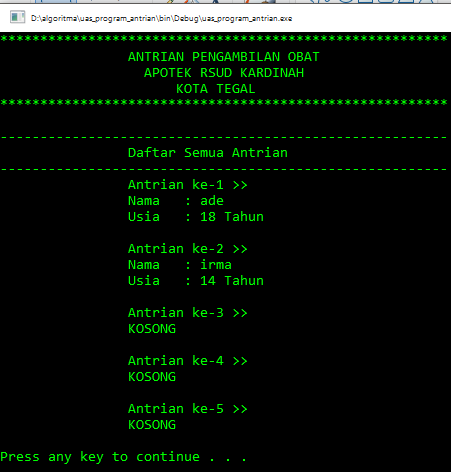 D:\algoritma\uas_program_antrian\bin\Debug\uas_program_antrian.exe
********************************************************
ANTRIAN PENGAMBILAN OBAT
APOTEK RSUD KARDINAH
KOTA TEGAL
********************************************************
--------------------------------------------------------
Daftar Semua Antrian
--------------------------------------------------------
Antrian ke-1 >>
Nama   : ade
Usia   : 18 Tahun
Antrian ke-2 >>
Nama   : irma
Usia   : 14 Tahun
Antrian ke-3 >>
KOSONG
Antrian ke-4 >>
KOSONG
Antrian ke-5 >>
KOSONG
Press any key to continue . . .